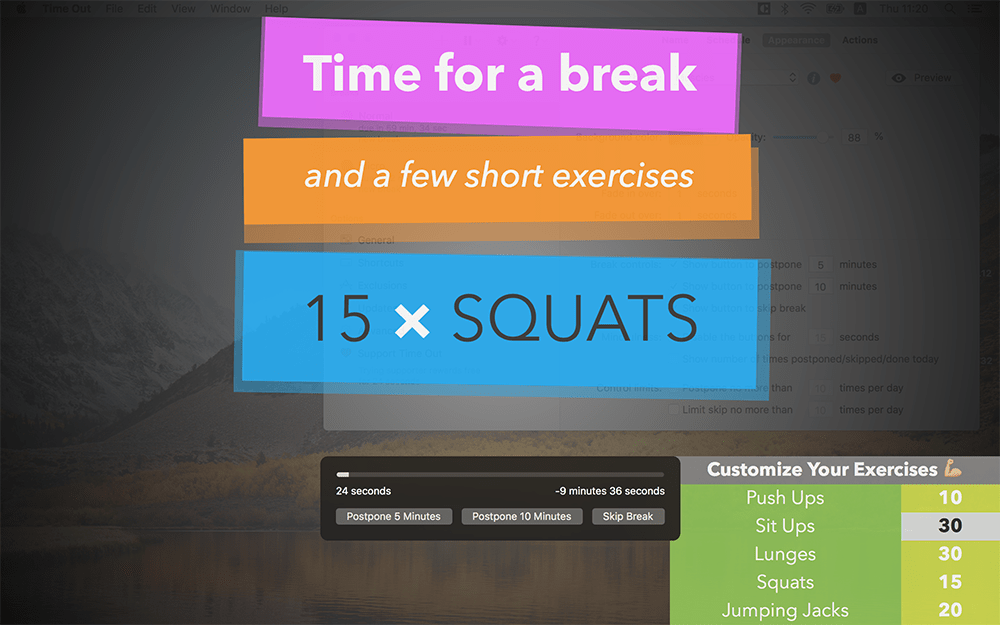 Time Out File Edit View Window Help
Thu 11:20
Time for a break
Appearance Actions
Preview
88 %
and a few short exercises
General
15 × SQUATS
postpone 5 minutes
postpone 10 minutes
to skip break
for 15 seconds
number of times postponed/skipped/done today
Control limits: Postpone no more than 10 times per day
Limit skip no more than 10 times per day
24 seconds -9 minutes 36 seconds
Postpone 5 Minutes Postpone 10 Minutes Skip Break
Customize Your Exercises 💪🏼
Push Ups 10
Sit Ups 30
Lunges 30
Squats 15
Jumping Jacks 20